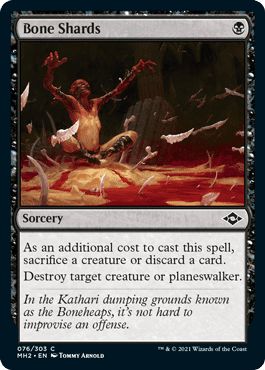 Bone Shards
Sorcery
As an additional cost to cast this spell,
sacrifice a creature or discard a card.
Destroy target creature or planeswalker.
In the Kathari dumping grounds known
as the Boneheaps, it's not hard to
improvise an offense.
076/303 C
MH2 • EN TOMMY ARNOLD
™ & © 2021 Wizards of the Coast